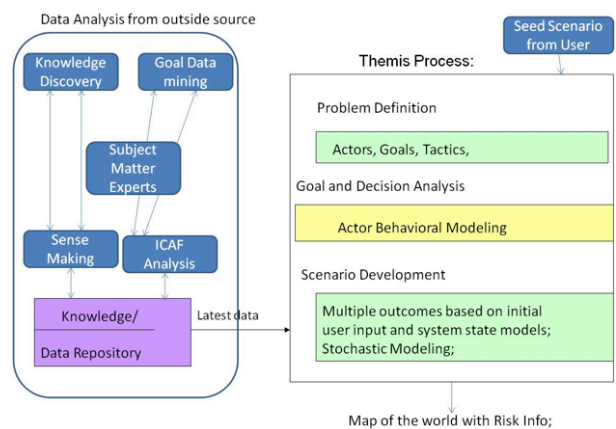 Data Analysis from outside source
Knowledge
Discovery
Goal Data
mining
Subject
Matter
Experts
Sense
Making
ICAF
Analysis
Knowledge/
Data Repository
Latest data
Seed Scenario
from User
Themis Process:
Problem Definition
Actors, Goals, Tactics,
Goal and Decision Analysis
Actor Behavioral Modeling
Scenario Development
Multiple outcomes based on initial
user input and system state models;
Stochastic Modeling;
Map of the world with Risk Info;